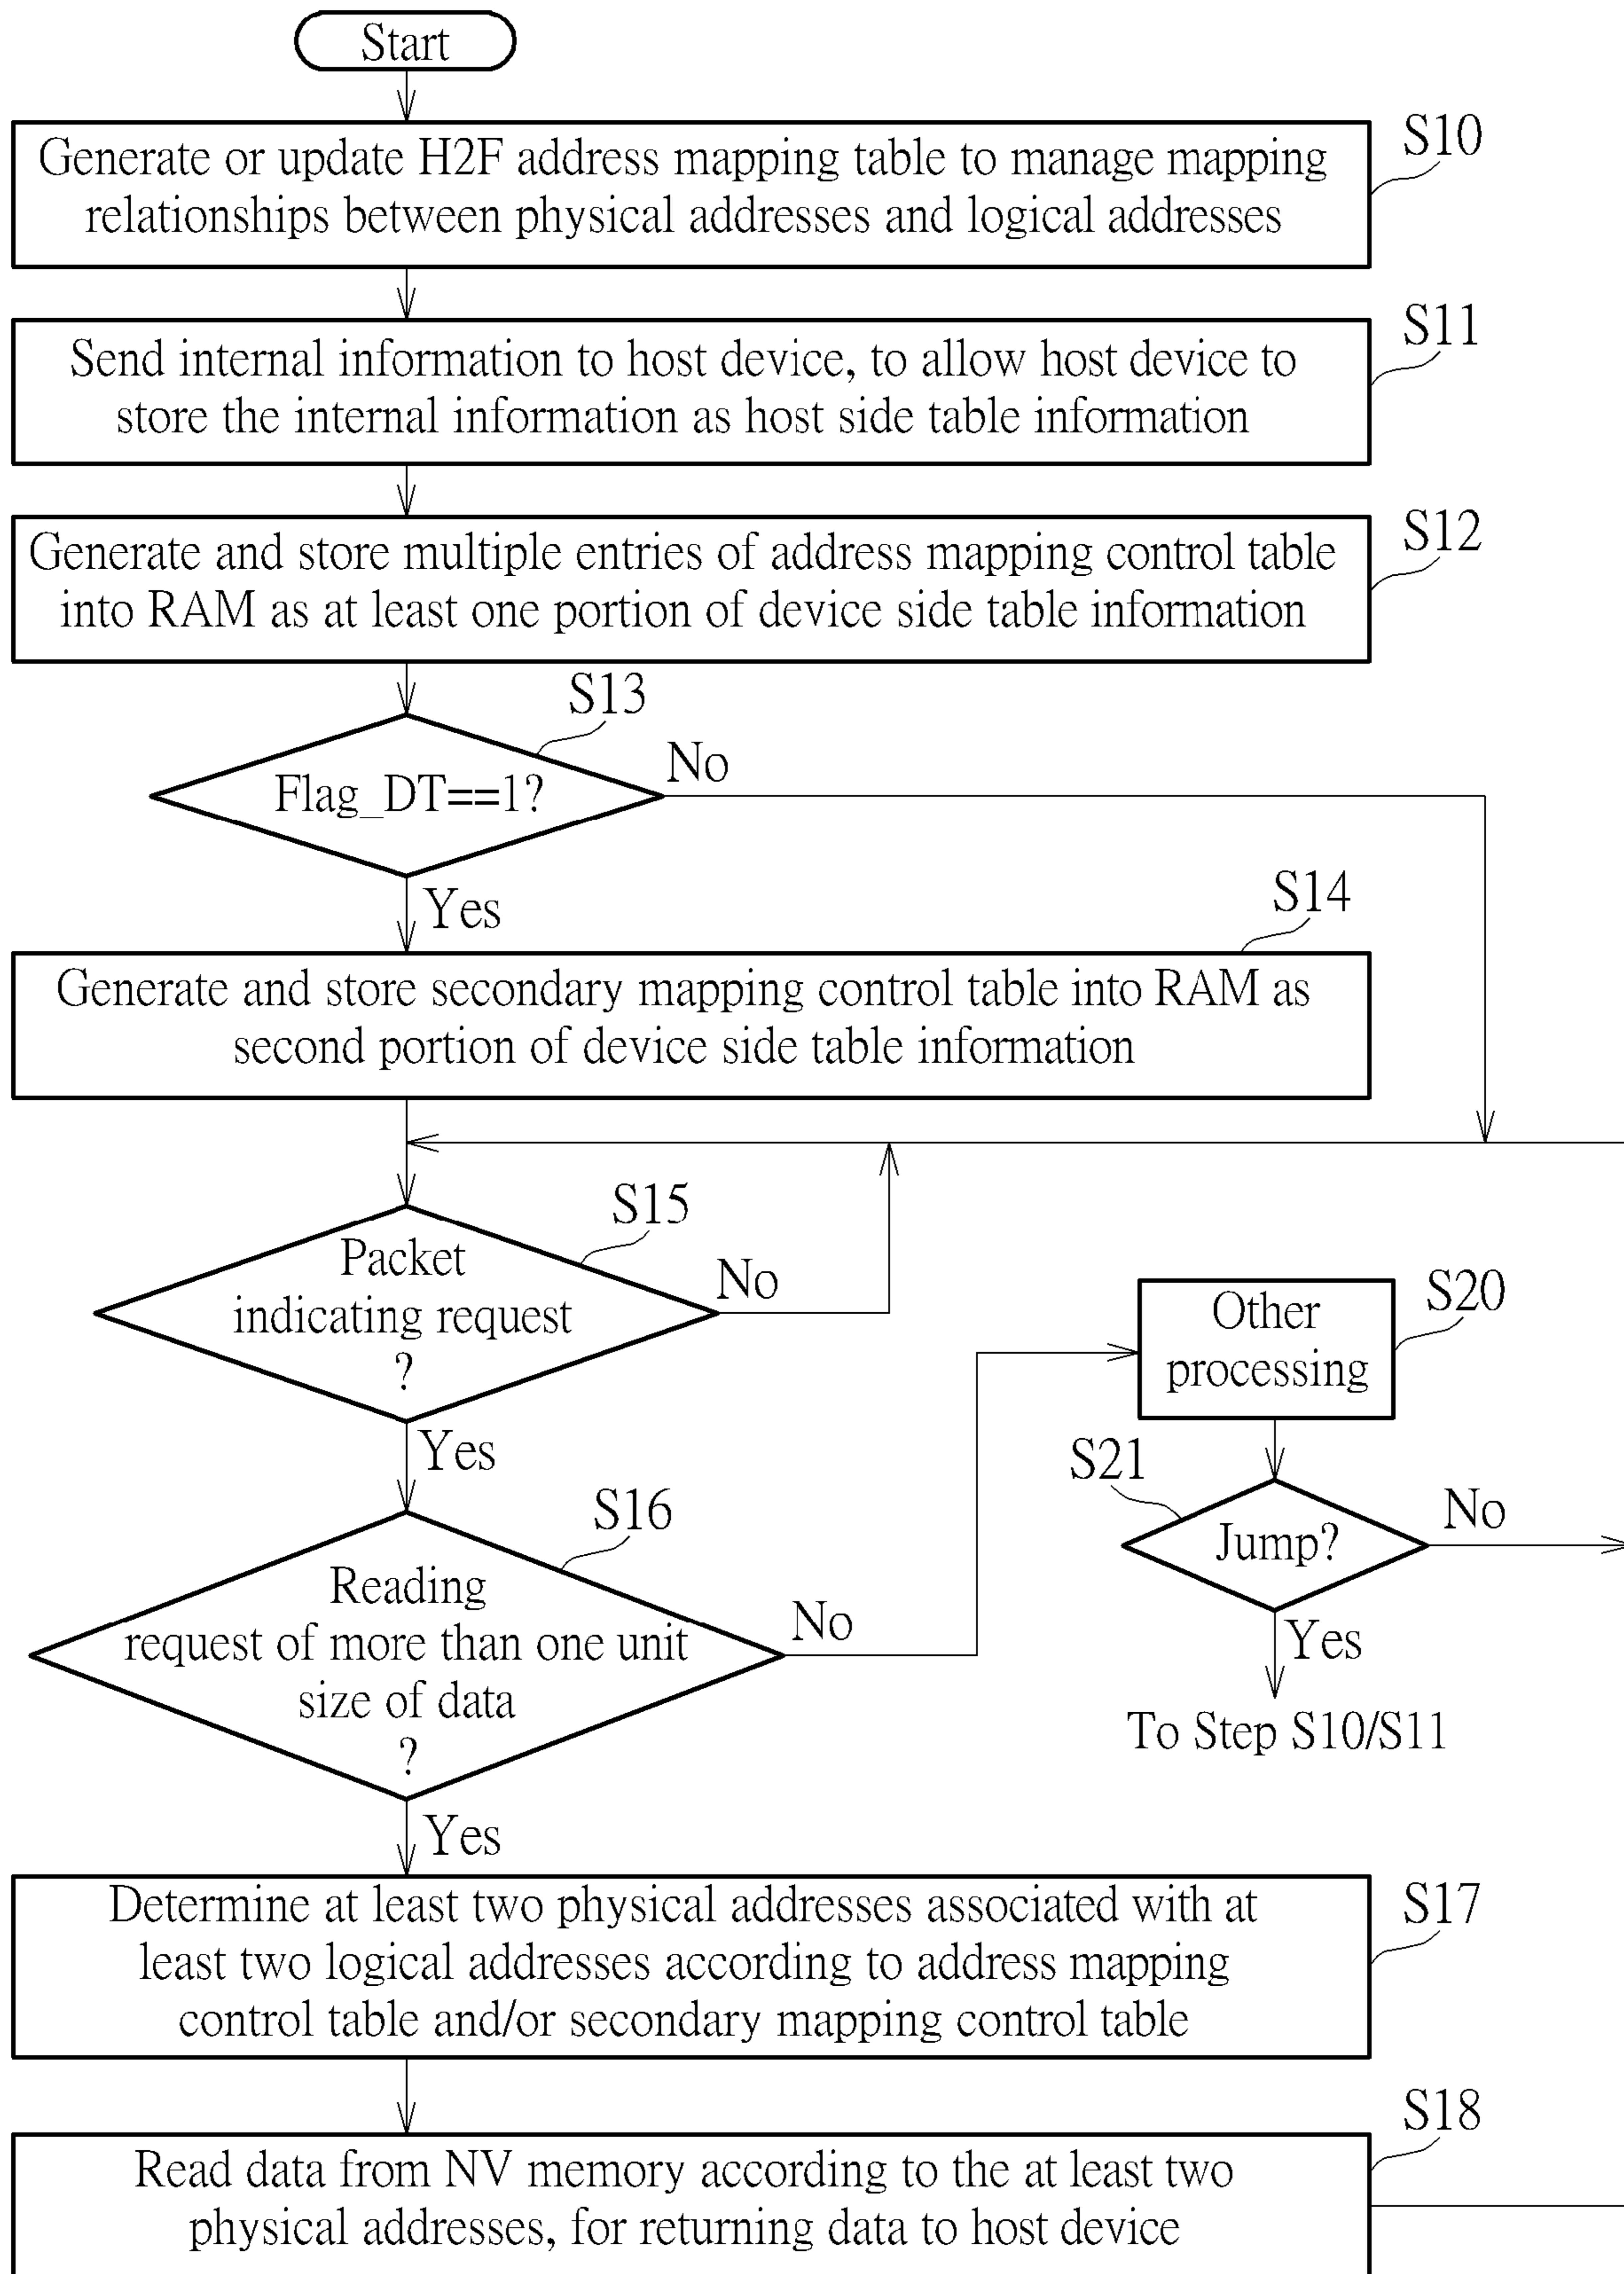 Start
S10
Generate or update H2F address mapping table to manage mapping
relationships between physical addresses and logical addresses
S11
Send internal information to host device, to allow host device to
store the internal information as host side table information
S12
Generate and store multiple entries of address mapping control table
into RAM as at least one portion of device side table information
S13
No
Flag_DT==1?
Yes
S14
Generate and store secondary mapping control table into RAM as
second portion of device side table information
S15
Packet
indicating request
?
No
Yes
S20
Other
processing
S21
Jump?
No
Yes
To Step S10/S11
S16
Reading
request of more than one unit
size of data
?
No
Yes
S17
Determine at least two physical addresses associated with at
least two logical addresses according to address mapping
control table and/or secondary mapping control table
S18
Read data from NV memory according to the at least two
physical addresses, for returning data to host device